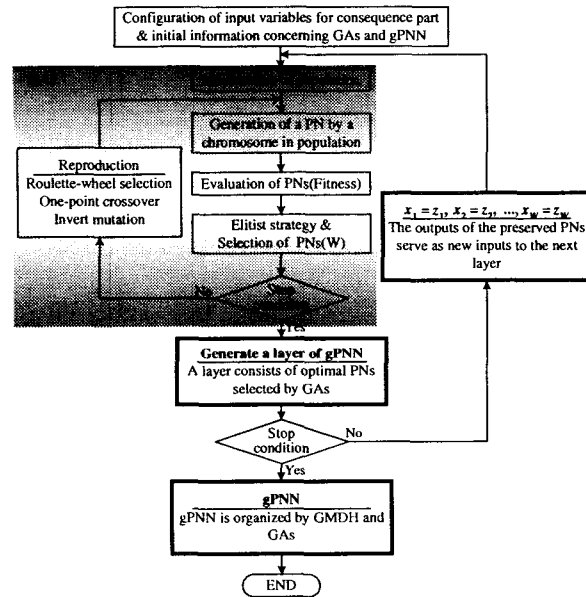 Configuration of input variables for consequence part
& initial information concerning GAs and gPNN
Generation of a PN by a
chromosome in population
Reproduction
Roulette-wheel selection
One-point crossover
Invert mutation
Evaluation of PNs(Fitness)
Elitist strategy &
Selection of PNs(W)
No
Stop
Yes
x₁ = z₁, x₂ = z₂, ..., x_W = z_W
The outputs of the preserved PNs
serve as new inputs to the next
layer
Generate a layer of gPNN
A layer consists of optimal PNs
selected by GAs
Stop
condition
No
Yes
gPNN
gPNN is organized by GMDH and
GAs
END